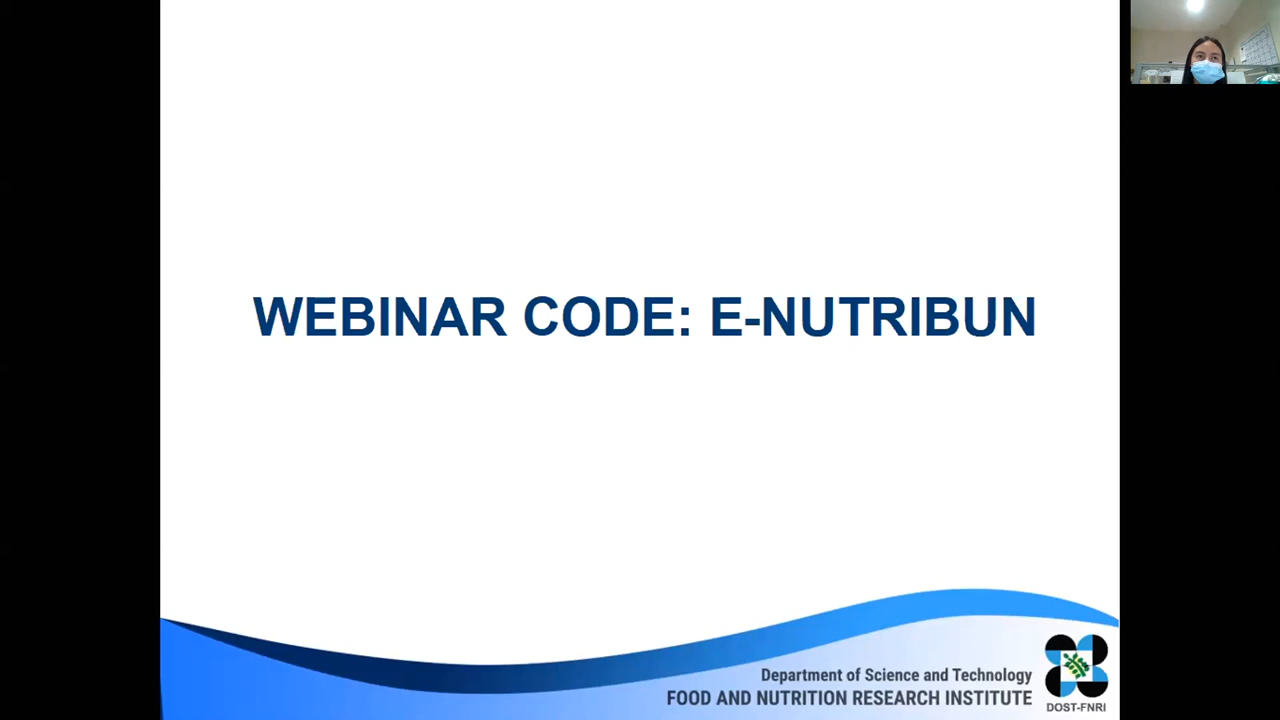 WEBINAR CODE: E-NUTRIBUN
Department of Science and Technology
FOOD AND NUTRITION RESEARCH INSTITUTE
DOST-FNRI